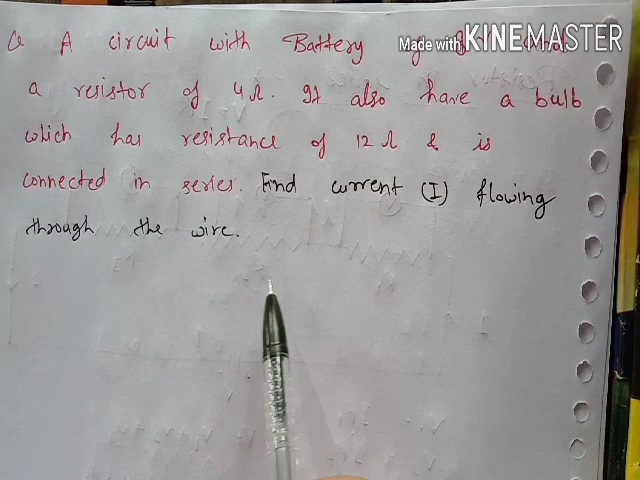 Q A circuit with Battery
Made with KINEMASTER
a resistor of 4Ω. It also have a bulb
which has resistance of 12 Ω & is
connected in series. Find current (I) flowing
through the wire.